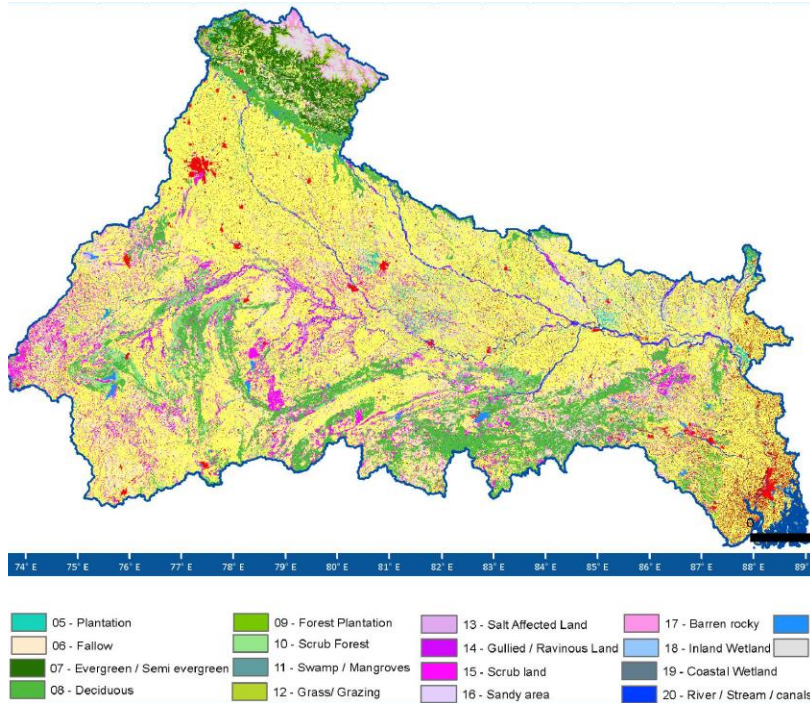 74° E 75° E 76° E 77° E 78° E 79° E 80° E 81° E 82° E 83° E 84° E 85° E 86° E 87° E 88° E 89°
05 - Plantation
06 - Fallow
07 - Evergreen / Semi evergreen
08 - Deciduous
09 - Forest Plantation
10 - Scrub Forest
11 - Swamp / Mangroves
12 - Grass/ Grazing
13 - Salt Affected Land
14 - Gullied / Ravinous Land
15 - Scrub land
16 - Sandy area
17 - Barren rocky
18 - Inland Wetland
19 - Coastal Wetland
20 - River / Stream / canals
0